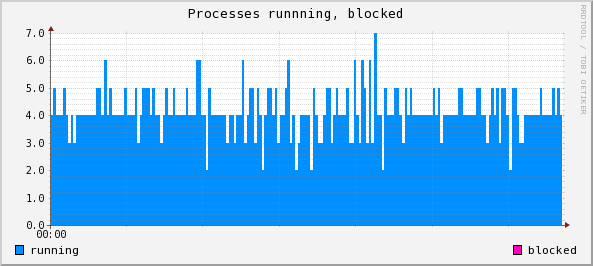 Processes runnning, blocked
7.0
6.0
5.0
4.0
3.0
2.0
1.0
0.0
00:00
running
blocked
RRDTOOL / TOBI OETIKER